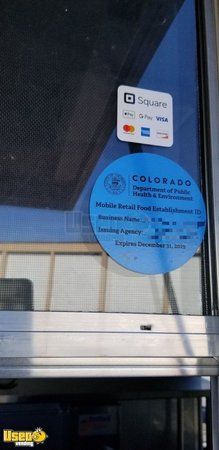 Square
Pay
G Pay
VISA
COLORADO
Department of Public
Health & Environment
Mobile Retail Food Establishment ID
Business Name:
Issuing Agency:
Expires December 31, 2019
Used
vending